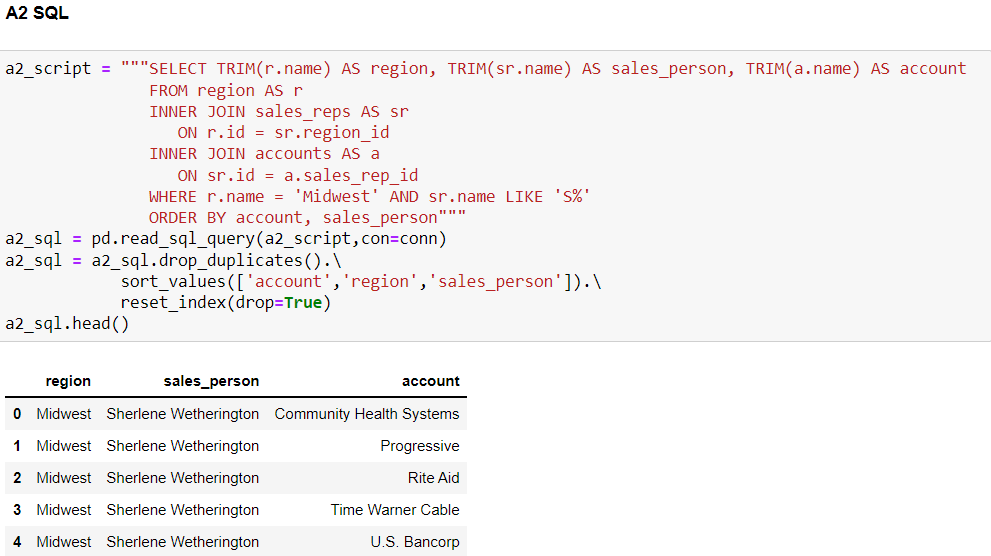 A2 SQL
a2_script = """SELECT TRIM(r.name) AS region, TRIM(sr.name) AS sales_person, TRIM(a.name) AS account
FROM region AS r
INNER JOIN sales_reps AS sr
ON r.id = sr.region_id
INNER JOIN accounts AS a
ON sr.id = a.sales_rep_id
WHERE r.name = 'Midwest' AND sr.name LIKE 'S%'
ORDER BY account, sales_person"""
a2_sql = pd.read_sql_query(a2_script,con=conn)
a2_sql = a2_sql.drop_duplicates().\
sort_values(['account','region','sales_person']).\
reset_index(drop=True)
a2_sql.head()
region sales_person account
0 Midwest Sherlene Wetherington Community Health Systems
1 Midwest Sherlene Wetherington Progressive
2 Midwest Sherlene Wetherington Rite Aid
3 Midwest Sherlene Wetherington Time Warner Cable
4 Midwest Sherlene Wetherington U.S. Bancorp